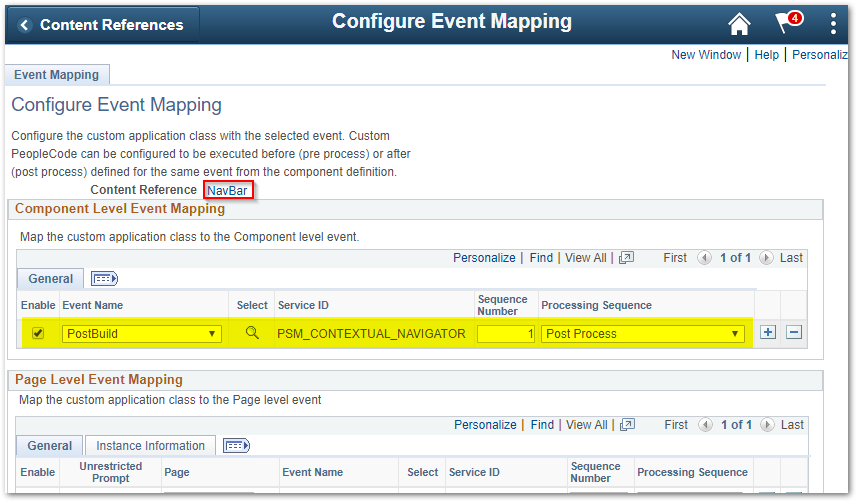 Content References
Configure Event Mapping
4
New Window | Help | Personaliz
Event Mapping
Configure Event Mapping
Configure the custom application class with the selected event. Custom
PeopleCode can be configured to be executed before (pre process) or after
(post process) defined for the same event from the component definition.
Content Reference NavBar
Component Level Event Mapping
Map the custom application class to the Component level event.
Personalize | Find | View All | First 1 of 1 Last
General
Enable Event Name Select Service ID Sequence Number Processing Sequence
PostBuild PSM_CONTEXTUAL_NAVIGATOR 1 Post Process
Page Level Event Mapping
Map the custom application class to the Page level event
Personalize | Find | View All | First 1 of 1 Last
General Instance Information
Enable Unrestricted Prompt Page Event Name Select Service ID Sequence Number Processing Sequence